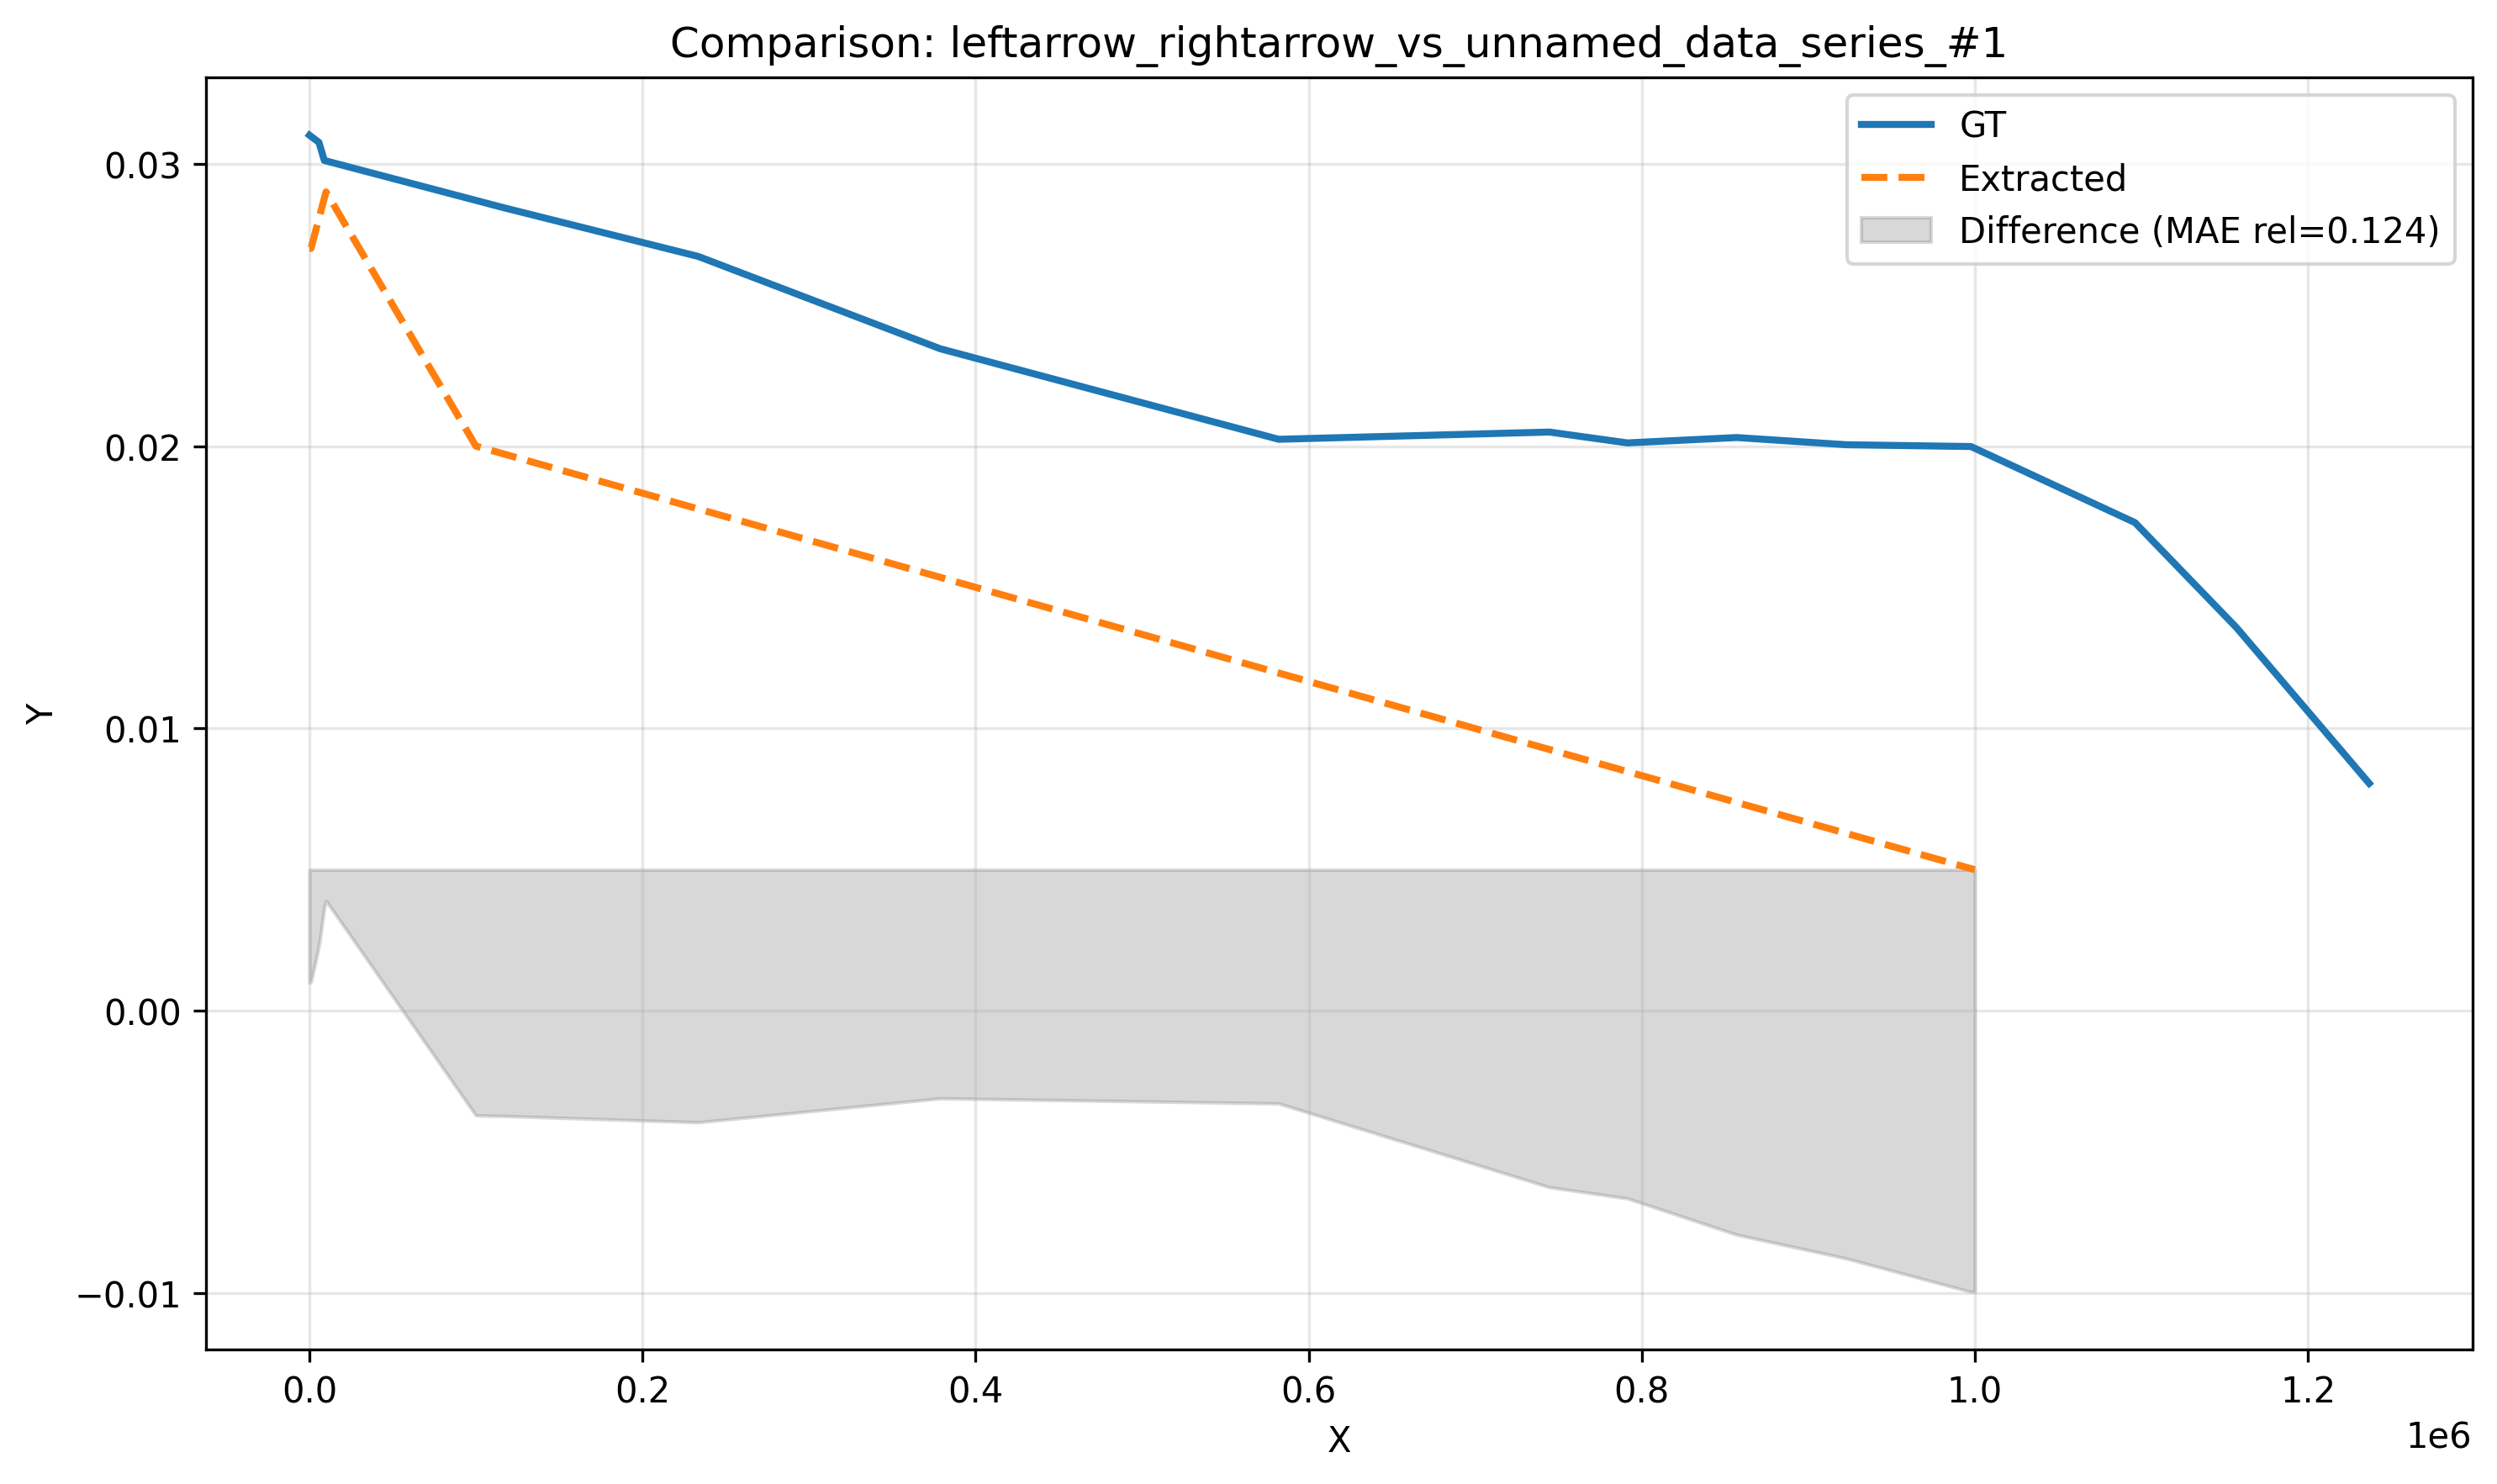 Comparison: leftarrow_rightarrow_vs_unnamed_data_series_#1
GT
Extracted
Difference (MAE rel=0.124)
Y
0.03
0.02
0.01
0.00
−0.01
0.0 0.2 0.4 0.6 0.8 1.0 1.2
1e6
X